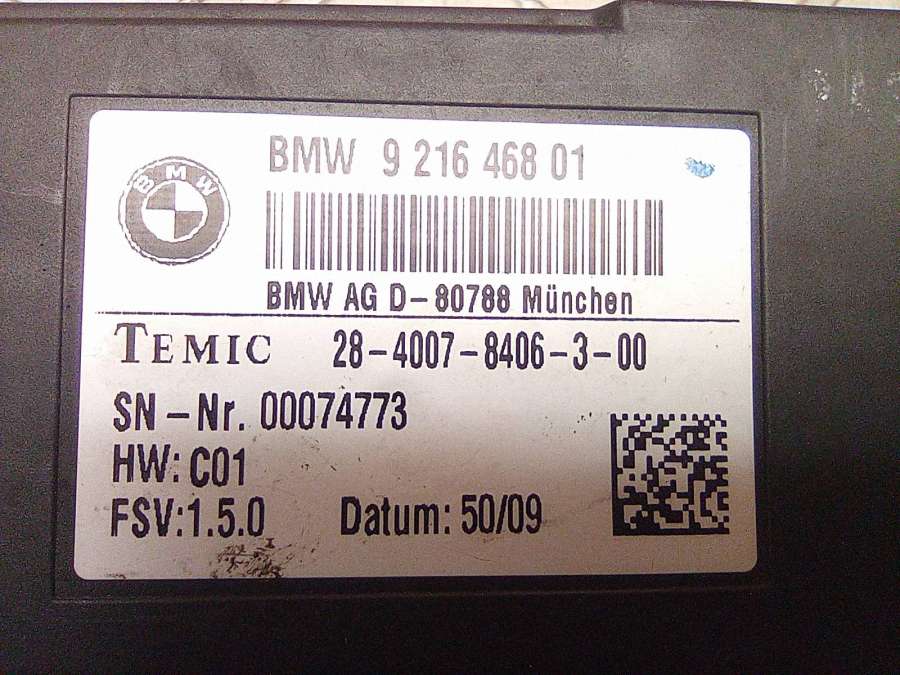 BMW 9 216 468 01
BMW
BMW AG D-80788 München
TEMIC 28-4007-8406-3-00
SN-Nr. 00074773
HW: C01
FSV:1.5.0 Datum: 50/09